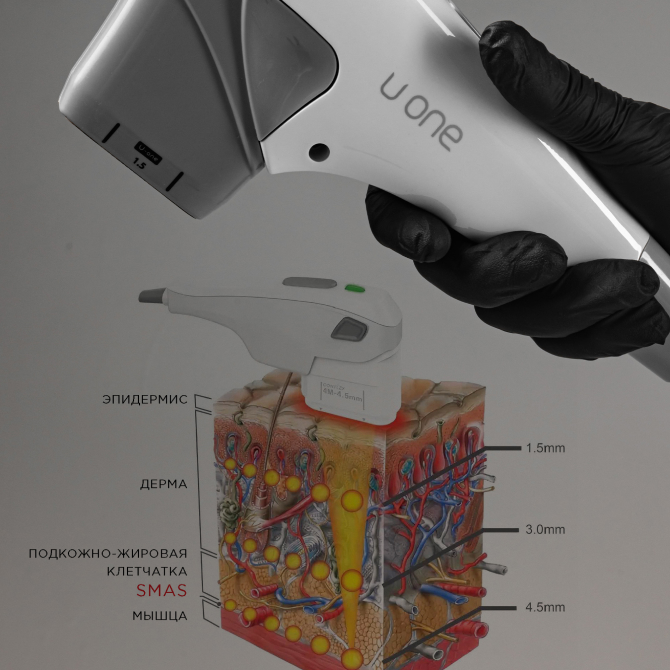 U ONE
1.5
ЭПИДЕРМИС
ДЕРМА
ПОДКОЖНО-ЖИРОВАЯ
КЛЕТЧАТКА
SMAS
МЫШЦА
1.5mm
3.0mm
4.5mm